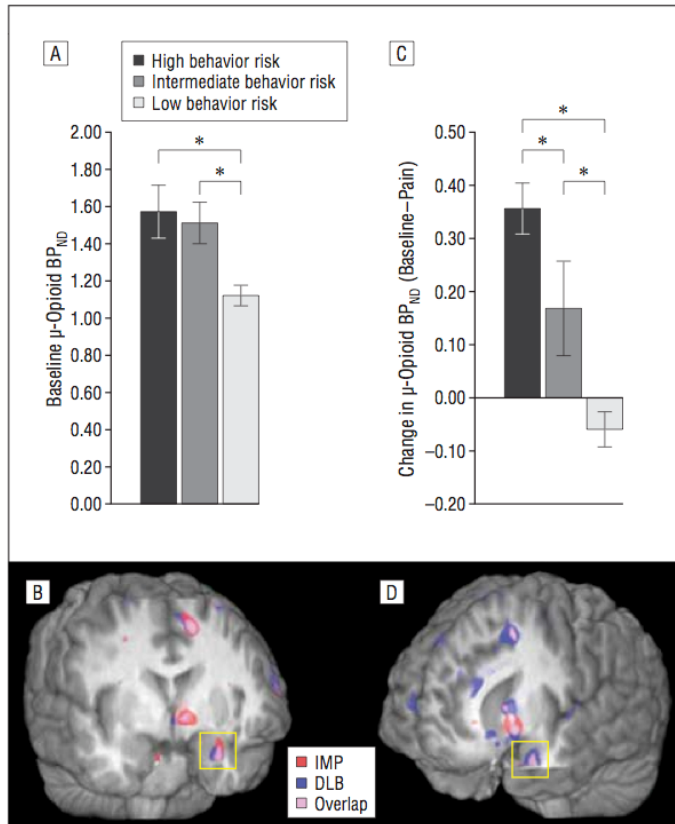 A
High behavior risk
Intermediate behavior risk
Low behavior risk
2.00
1.80
1.60
1.40
1.20
1.00
0.80
0.60
0.40
0.20
0.00
Baseline μ-Opioid BPND
*
*
C
0.50
0.40
0.30
0.20
0.10
0.00
−0.10
−0.20
Change in μ-Opioid BPND (Baseline–Pain)
*
*
*
B
D
IMP
DLB
Overlap